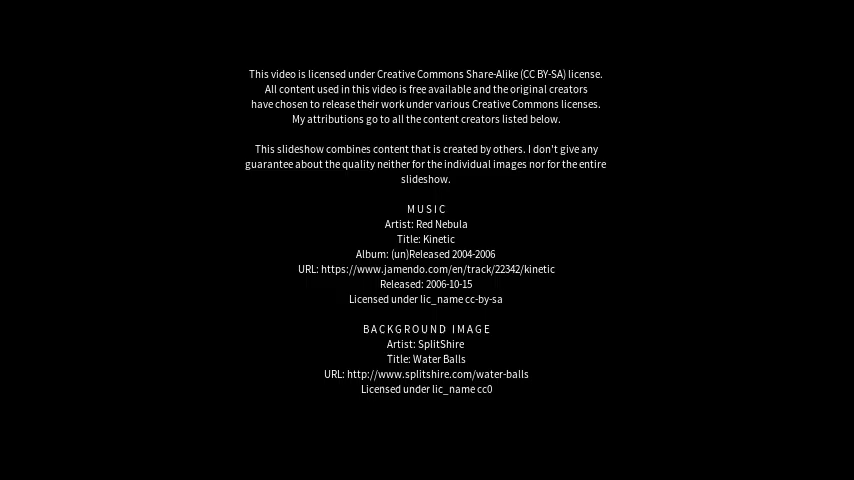 This video is licensed under Creative Commons Share-Alike (CC BY-SA) license.
All content used in this video is free available and the original creators
have chosen to release their work under various Creative Commons licenses.
My attributions go to all the content creators listed below.
This slideshow combines content that is created by others. I don't give any
guarantee about the quality neither for the individual images nor for the entire
slideshow.
MUSIC
Artist: Red Nebula
Title: Kinetic
Album: (un)Released 2004-2006
URL: https://www.jamendo.com/en/track/22342/kinetic
Released: 2006-10-15
Licensed under lic_name cc-by-sa
BACKGROUND IMAGE
Artist: SplitShire
Title: Water Balls
URL: http://www.splitshire.com/water-balls
Licensed under lic_name cc0